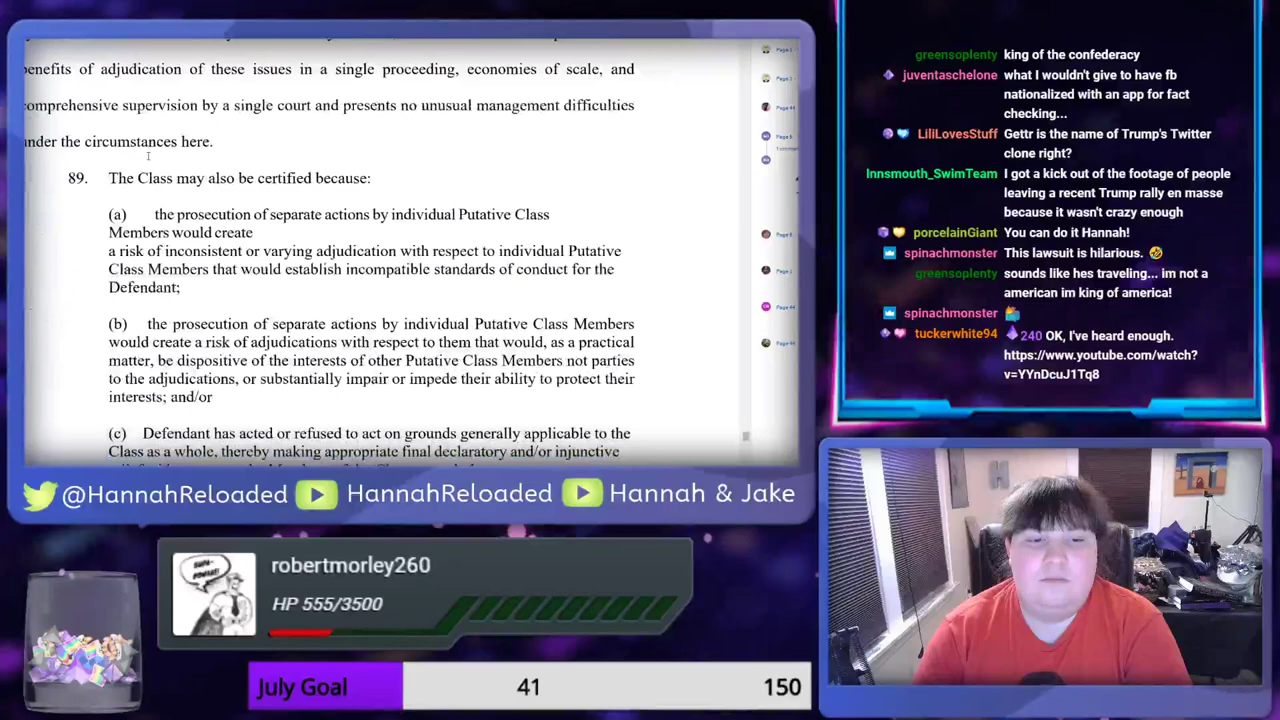 benefits of adjudication of these issues in a single proceeding, economies of scale, and
comprehensive supervision by a single court and presents no unusual management difficulties
under the circumstances here.
89. The Class may also be certified because:
(a) the prosecution of separate actions by individual Putative Class
Members would create
a risk of inconsistent or varying adjudication with respect to individual Putative
Class Members that would establish incompatible standards of conduct for the
Defendant;
(b) the prosecution of separate actions by individual Putative Class Members
would create a risk of adjudications with respect to them that would, as a practical
matter, be dispositive of the interests of other Putative Class Members not parties
to the adjudications, or substantially impair or impede their ability to protect their
interests; and/or
(c) Defendant has acted or refused to act on grounds generally applicable to the
Class as a whole, thereby making appropriate final declaratory and/or injunctive
@HannahReloaded HannahReloaded Hannah & Jake
robertmorley260
HP 555/3500
July Goal 41 150
greensoplenty king of the confederacy
juventaschelone what I wouldn't give to have fb
nationalized with an app for fact
checking...
LiliLovesStuff Gettr is the name of Trump's Twitter
clone right?
Innsmouth_SwimTeam I got a kick out of the footage of people
leaving a recent Trump rally en masse
because it wasn't crazy enough
porcelainGiant You can do it Hannah!
spinachmonster This lawsuit is hilarious.
greensoplenty sounds like hes traveling... im not a
american im king of america!
spinachmonster
tuckerwhite94 240 OK, I've heard enough.
https://www.youtube.com/watch?
v=YYnDcuJ1Tq8